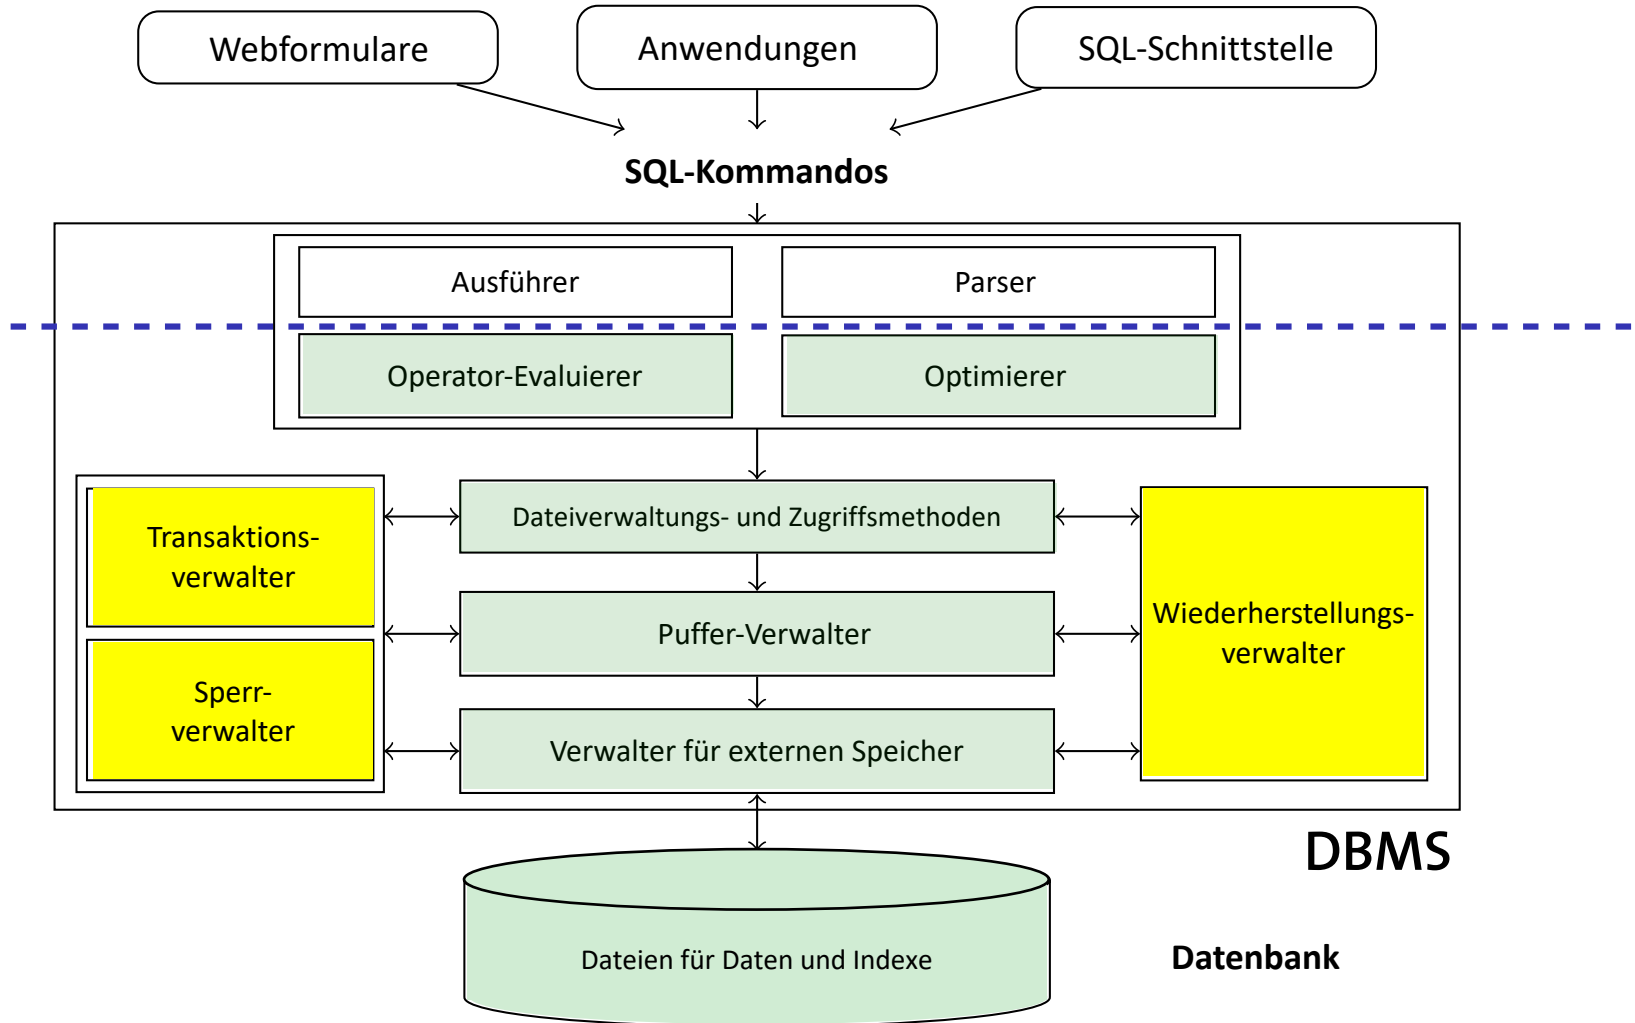 Webformulare
Anwendungen
SQL-Schnittstelle
SQL-Kommandos
Ausführer
Parser
Operator-Evaluierer
Optimierer
Transaktions-
verwalter
Sperr-
verwalter
Dateiverwaltungs- und Zugriffsmethoden
Puffer-Verwalter
Verwalter für externen Speicher
Wiederherstellungs-
verwalter
DBMS
Dateien für Daten und Indexe
Datenbank